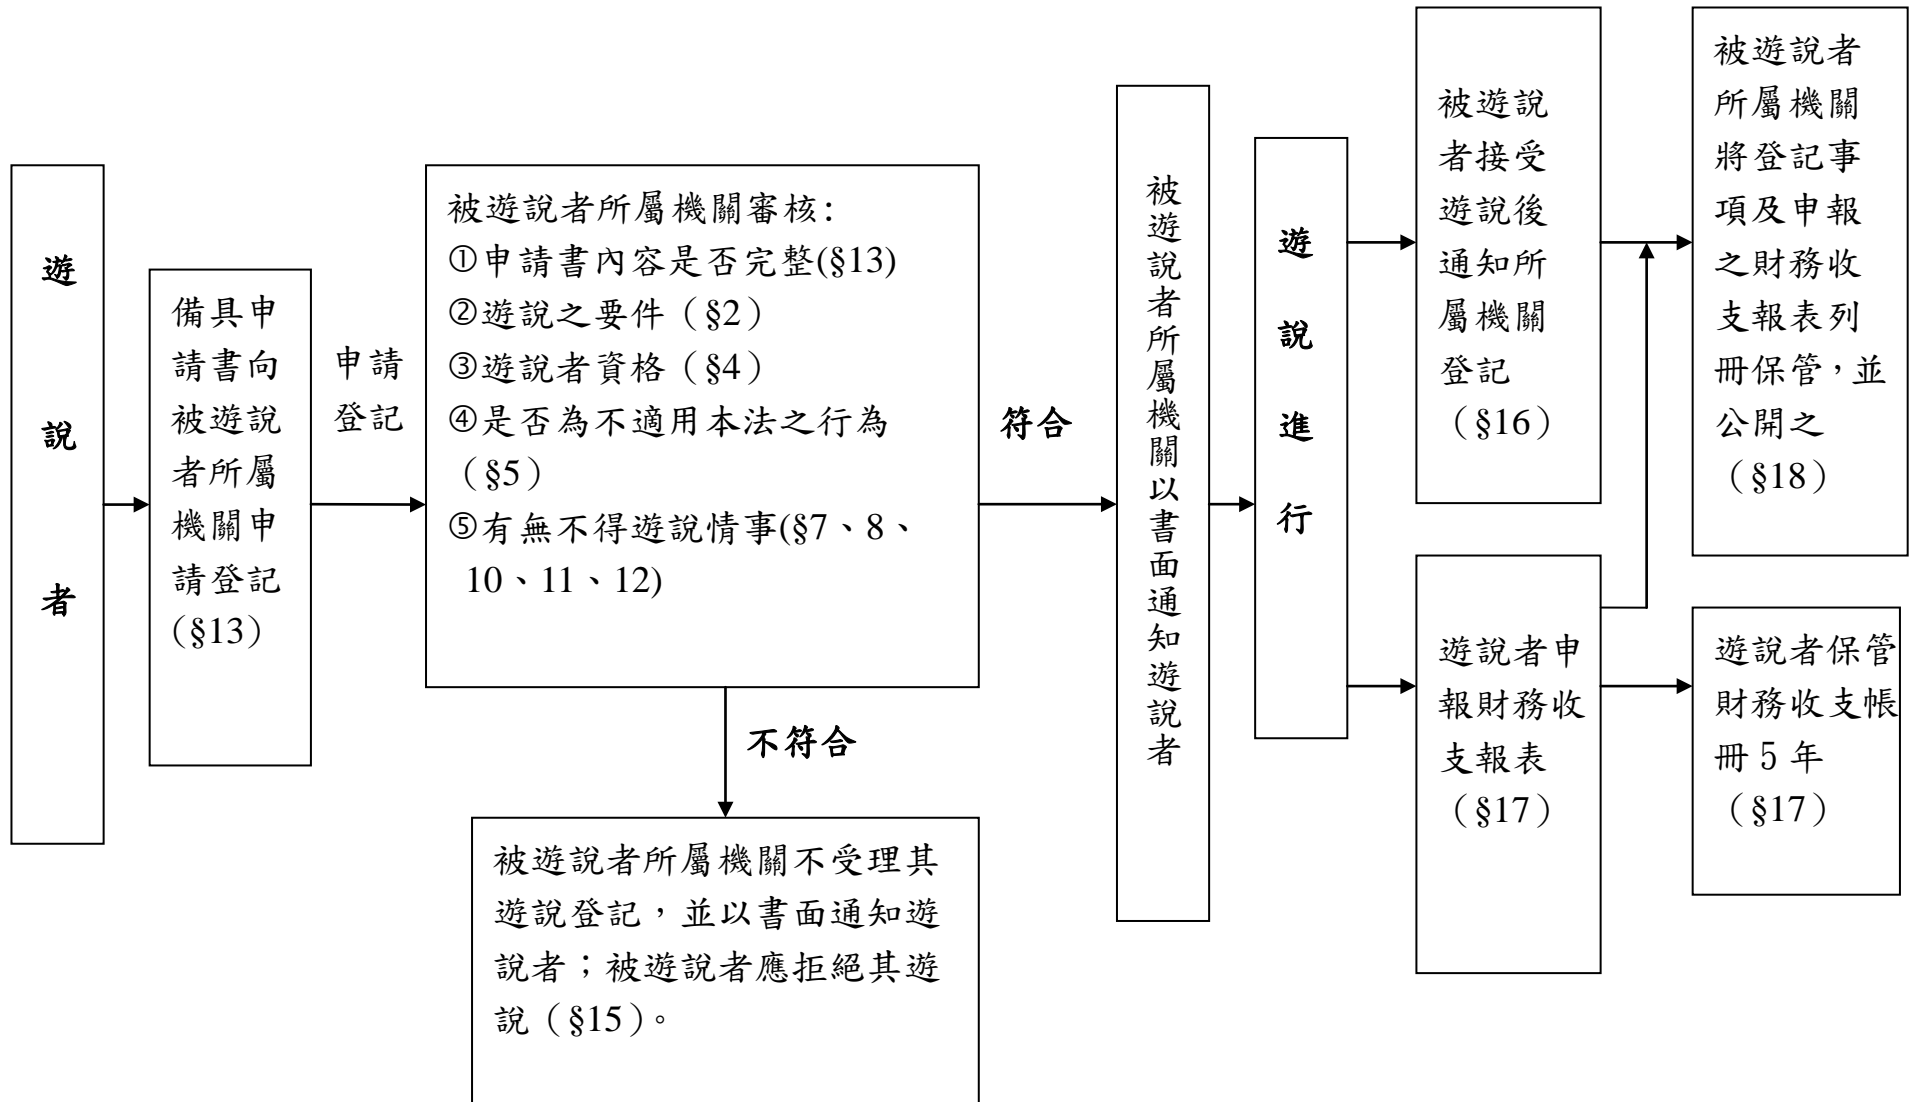 遊說者
備具申
請書向
被遊說
者所屬
機關申
請登記
(§13）
申請
登記
被遊說者所屬機關審核:
①申請書內容是否完整(§13)
②遊說之要件（§2）
③遊說者資格（§4）
④是否為不適用本法之行為
（§5）
⑤有無不得遊說情事(§7、8、
10、11、12)
不符合
被遊說者所屬機關不受理其
遊說登記，並以書面通知遊
說者；被遊說者應拒絕其遊
說（§15）。
符合
被遊說者所屬機關以書面通知遊說者
遊說進行
被遊說
者接受
遊說後
通知所
屬機關
登記
（§16）
被遊說者
所屬機關
將登記事
項及申報
之財務收
支報表列
冊保管，並
公開之
（§18）
遊說者申
報財務收
支報表
（§17）
遊說者保管
財務收支帳
冊 5 年
（§17）